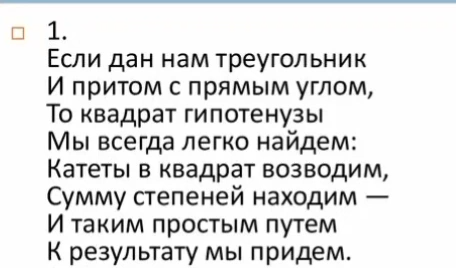 1.
Если дан нам треугольник
И притом с прямым углом,
То квадрат гипотенузы
Мы всегда легко найдем:
Катеты в квадрат возводим,
Сумму степеней находим —
И таким простым путем
К результату мы придем.